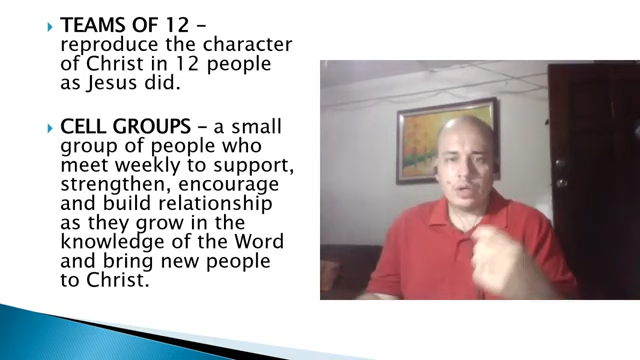 TEAMS OF 12 –
reproduce the character
of Christ in 12 people
as Jesus did.
CELL GROUPS – a small
group of people who
meet weekly to support,
strengthen, encourage
and build relationship
as they grow in the
knowledge of the Word
and bring new people
to Christ.